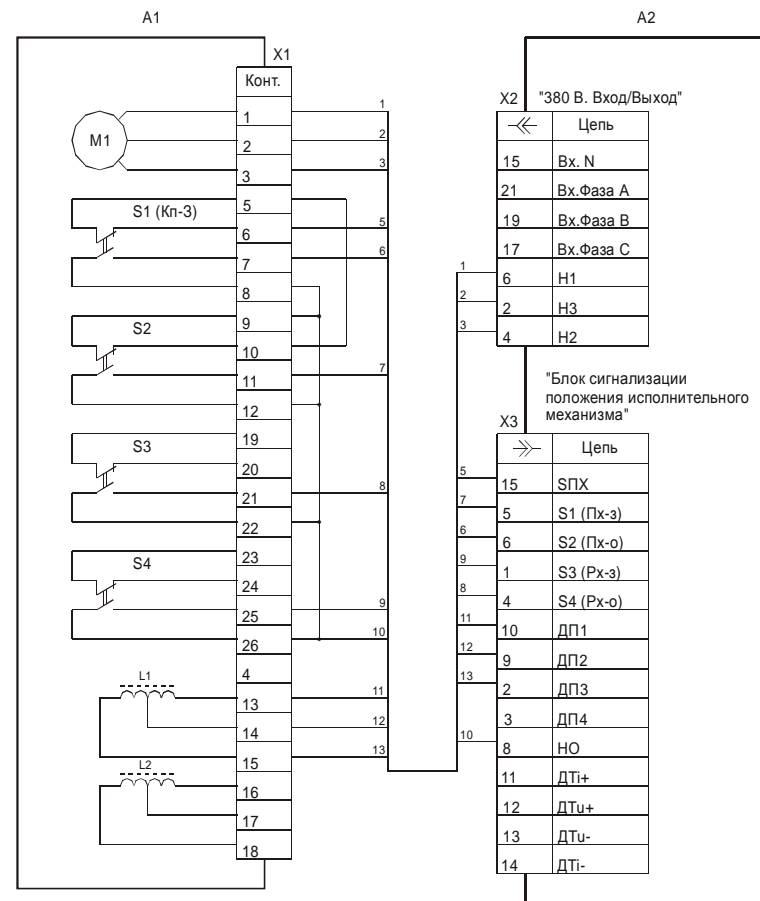 A1
A2
X1
Конт.
1
2
3
5
6
7
8
9
10
11
12
19
20
21
22
23
24
25
26
4
13
14
15
16
17
18
M1
S1 (Кп-3)
S2
S3
S4
L1
L2
1
2
3
5
6
7
8
9
10
11
12
13
X2 "380 В. Вход/Выход"
Цепь
15 Вх. N
21 Вх.Фаза А
19 Вх.Фаза В
17 Вх.Фаза С
1 6 Н1
2 2 Н3
3 4 Н2
"Блок сигнализации
положения исполнительного
механизма"
X3
Цепь
5 15 SПХ
7 5 S1 (Пх-з)
6 6 S2 (Пх-о)
9 1 S3 (Рх-з)
8 4 S4 (Рх-о)
11 10 ДП1
12 9 ДП2
13 2 ДП3
3 ДП4
10 8 НО
11 ДТi+
12 ДТu+
13 ДТu-
14 ДТi-